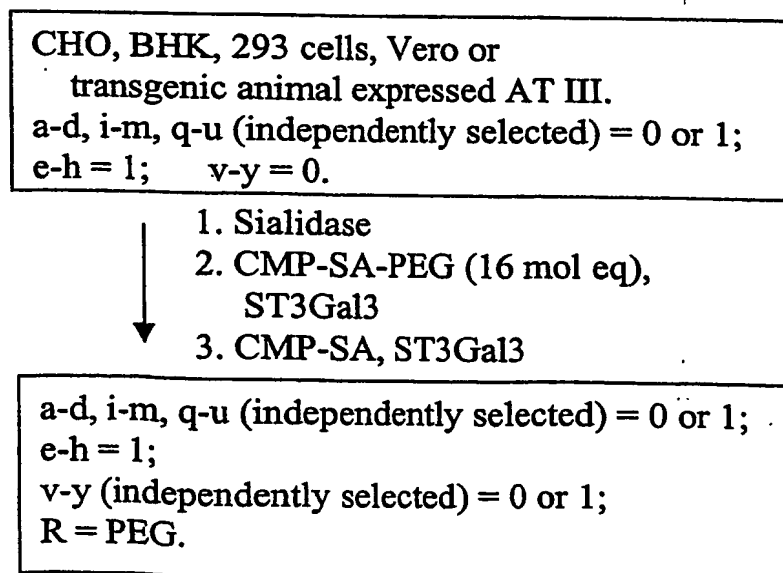 CHO, BHK, 293 cells, Vero or
transgenic animal expressed AT III.
a-d, i-m, q-u (independently selected) = 0 or 1;
e-h = 1; v-y = 0.
1. Sialidase
2. CMP-SA-PEG (16 mol eq),
ST3Gal3
3. CMP-SA, ST3Gal3
a-d, i-m, q-u (independently selected) = 0 or 1;
e-h = 1;
v-y (independently selected) = 0 or 1;
R = PEG.